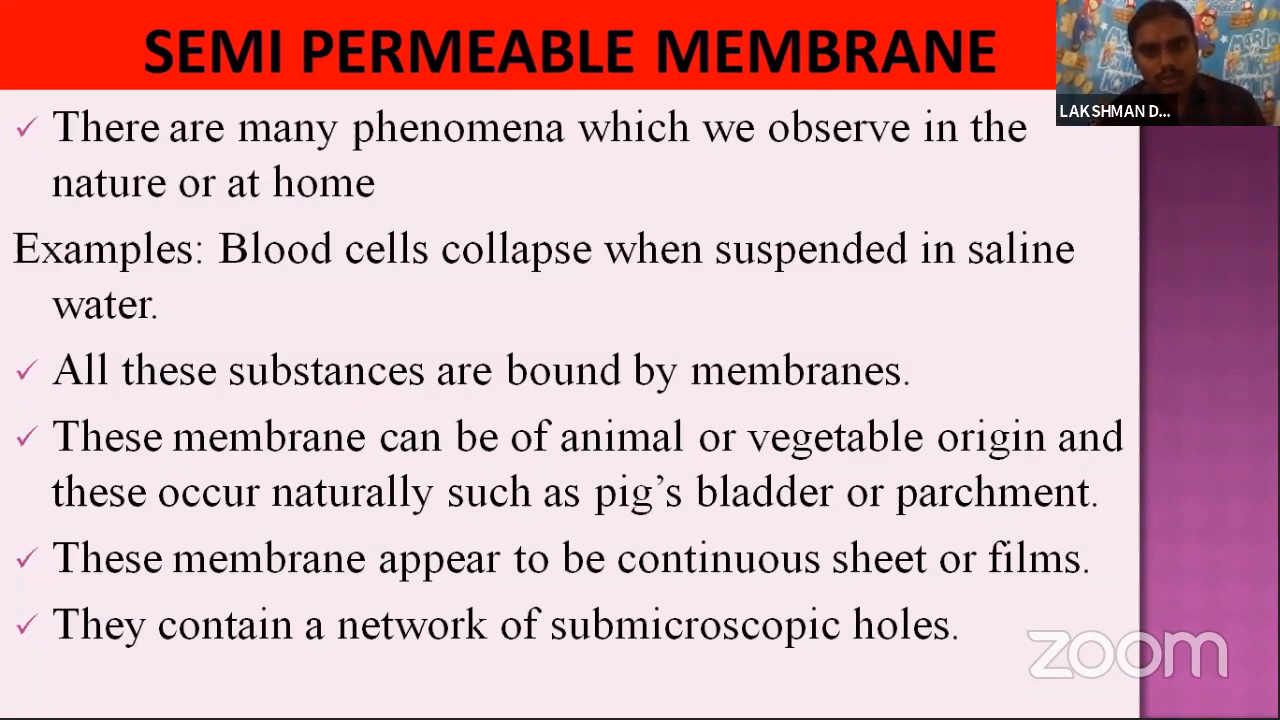 SEMI PERMEABLE MEMBRANE
LAKSHMAN D...
✓ There are many phenomena which we observe in the
nature or at home
Examples: Blood cells collapse when suspended in saline
water.
✓ All these substances are bound by membranes.
✓ These membrane can be of animal or vegetable origin and
these occur naturally such as pig’s bladder or parchment.
✓ These membrane appear to be continuous sheet or films.
✓ They contain a network of submicroscopic holes.
zoom